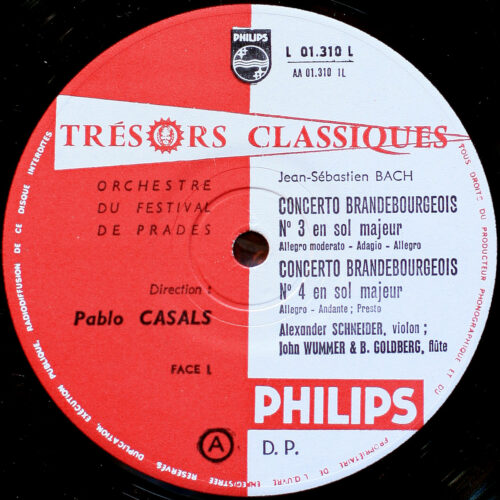 PHILIPS
L 01.310 L
AA 01.310 1L
TRÉSORS CLASSIQUES
ORCHESTRE
DU FESTIVAL
DE PRADES
Direction :
Pablo CASALS
FACE 1
A
Jean-Sébastien BACH
CONCERTO BRANDEBOURGEOIS
N° 3 en sol majeur
Allegro moderato - Adagio - Allegro
CONCERTO BRANDEBOURGEOIS
N° 4 en sol majeur
Allegro - Andante ; Presto
Alexander SCHNEIDER, violon ;
John WUMMER & B. GOLDBERG, flûte
PHILIPS
D. P.
TOUS DROITS DU PRODUCTEUR PHONOGRAPHIQUE ET DU PROPRIÉTAIRE DE L'ŒUVRE ENREGISTRÉE RÉSERVÉS DUPLICATION, EXÉCUTION PUBLIQUE, RADIODIFFUSION DE CE DISQUE INTERDITES